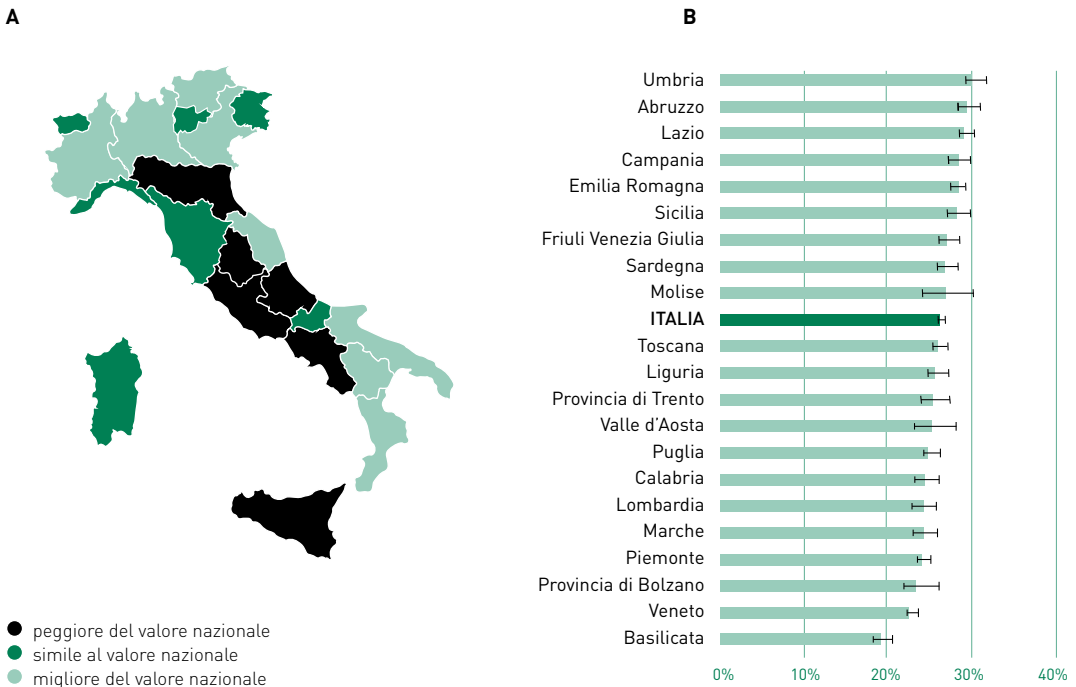 A
peggiore del valore nazionale
simile al valore nazionale
migliore del valore nazionale
B
Umbria
Abruzzo
Lazio
Campania
Emilia Romagna
Sicilia
Friuli Venezia Giulia
Sardegna
Molise
ITALIA
Toscana
Liguria
Provincia di Trento
Valle d'Aosta
Puglia
Calabria
Lombardia
Marche
Piemonte
Provincia di Bolzano
Veneto
Basilicata
0% 10% 20% 30% 40%